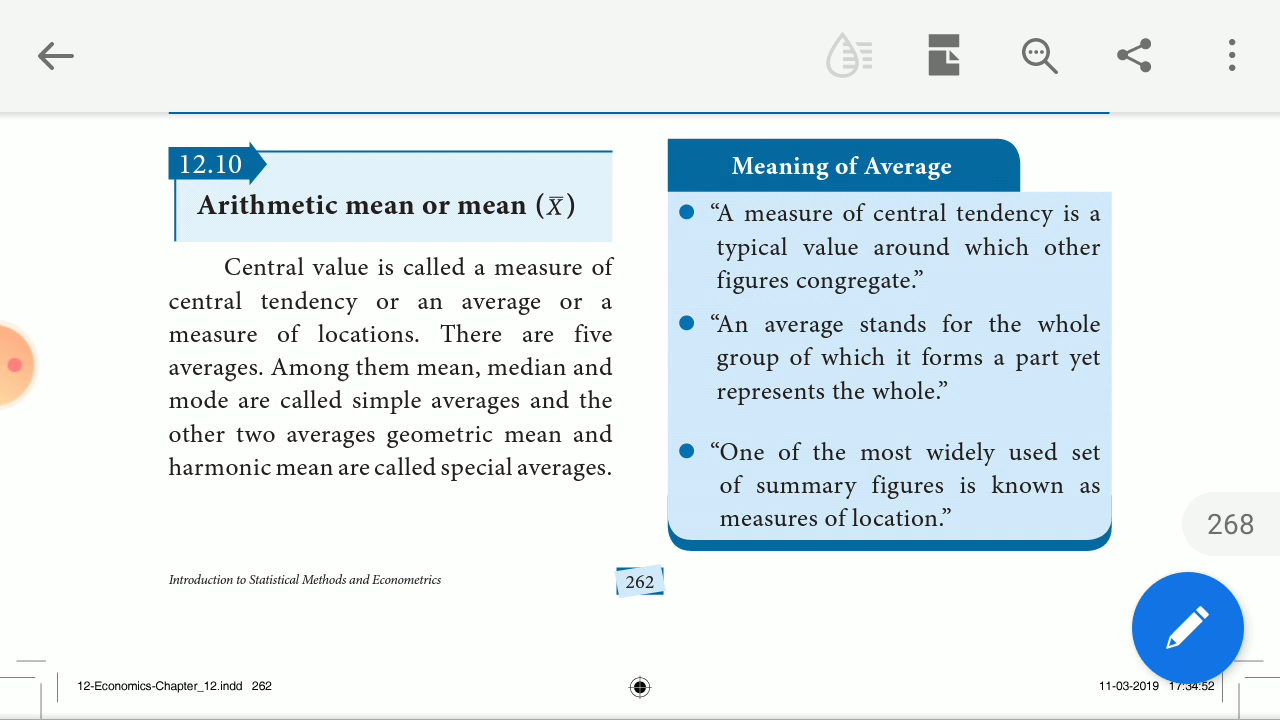 12.10
Arithmetic mean or mean (X̅)
Central value is called a measure of
central tendency or an average or a
measure of locations. There are five
averages. Among them mean, median and
mode are called simple averages and the
other two averages geometric mean and
harmonic mean are called special averages.
Meaning of Average
● “A measure of central tendency is a
typical value around which other
figures congregate.”
● “An average stands for the whole
group of which it forms a part yet
represents the whole.”
● “One of the most widely used set
of summary figures is known as
measures of location.”
268
Introduction to Statistical Methods and Econometrics
262
12-Economics-Chapter_12.indd 262
11-03-2019 17:34:52